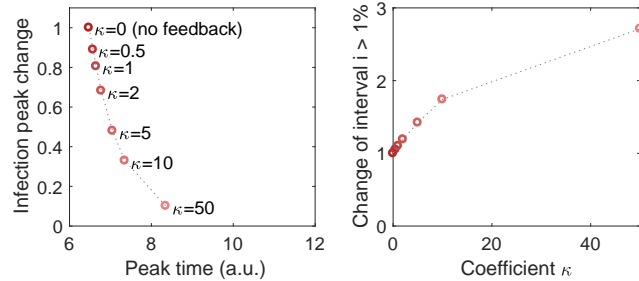 Infection peak change
1
0.8
0.6
0.4
0.2
0
κ=0 (no feedback)
κ=0.5
κ=1
κ=2
κ=5
κ=10
κ=50
6
8
10
12
Peak time (a.u.)
Change of interval i > 1%
3
2
1
0
0
20
40
Coefficient κ